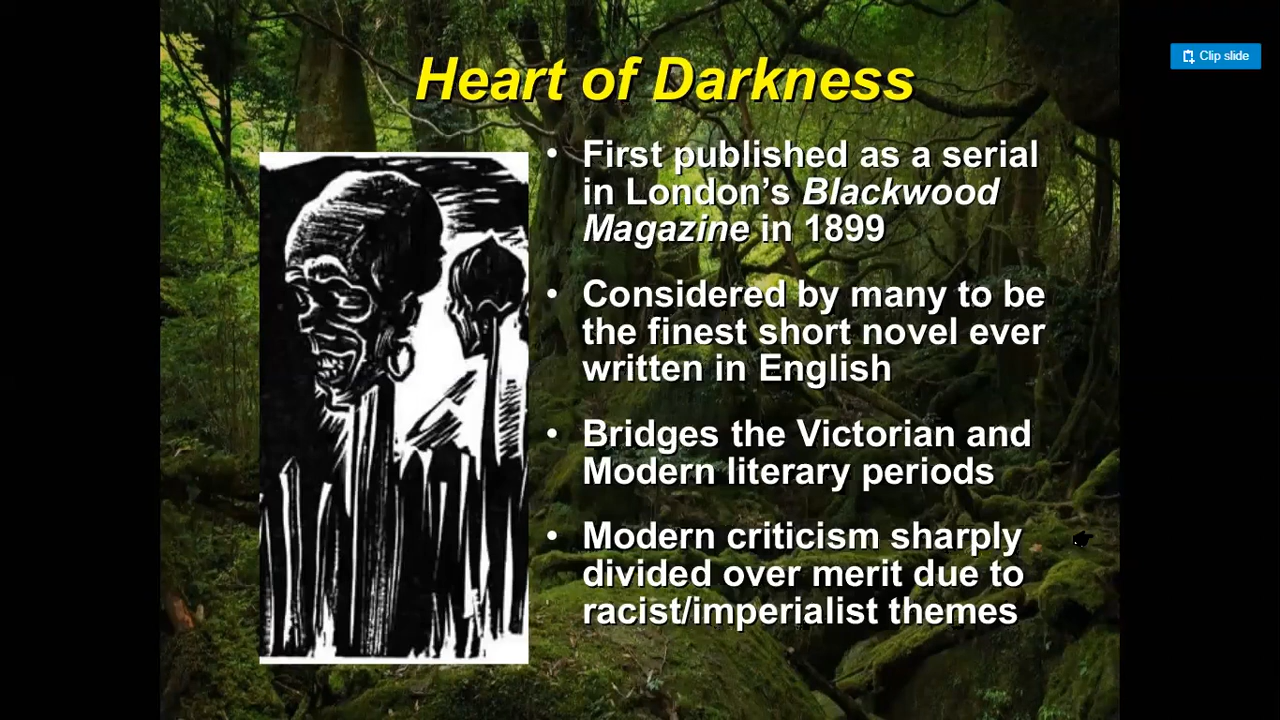 Clip slide
Heart of Darkness
• First published as a serial
in London’s Blackwood
Magazine in 1899
• Considered by many to be
the finest short novel ever
written in English
• Bridges the Victorian and
Modern literary periods
• Modern criticism sharply
divided over merit due to
racist/imperialist themes